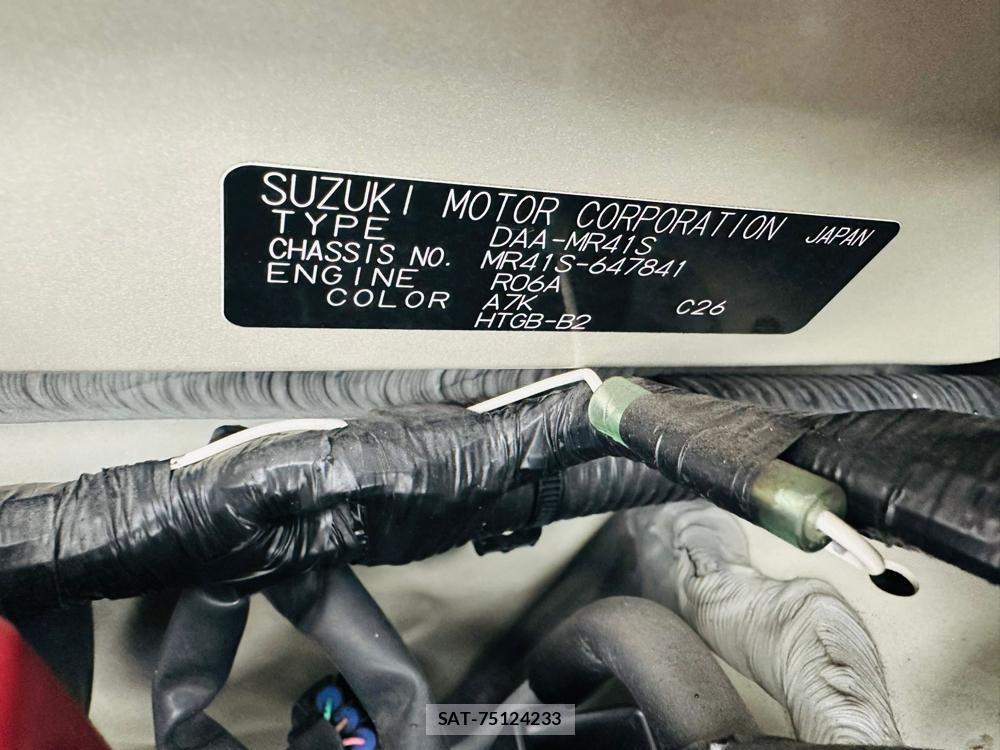 SUZUKI MOTOR CORPORATION JAPAN
TYPE DAA-MR41S
CHASSIS NO. MR41S-647841
ENGINE R06A
COLOR A7K C26
HTGB-B2
SAT-75124233